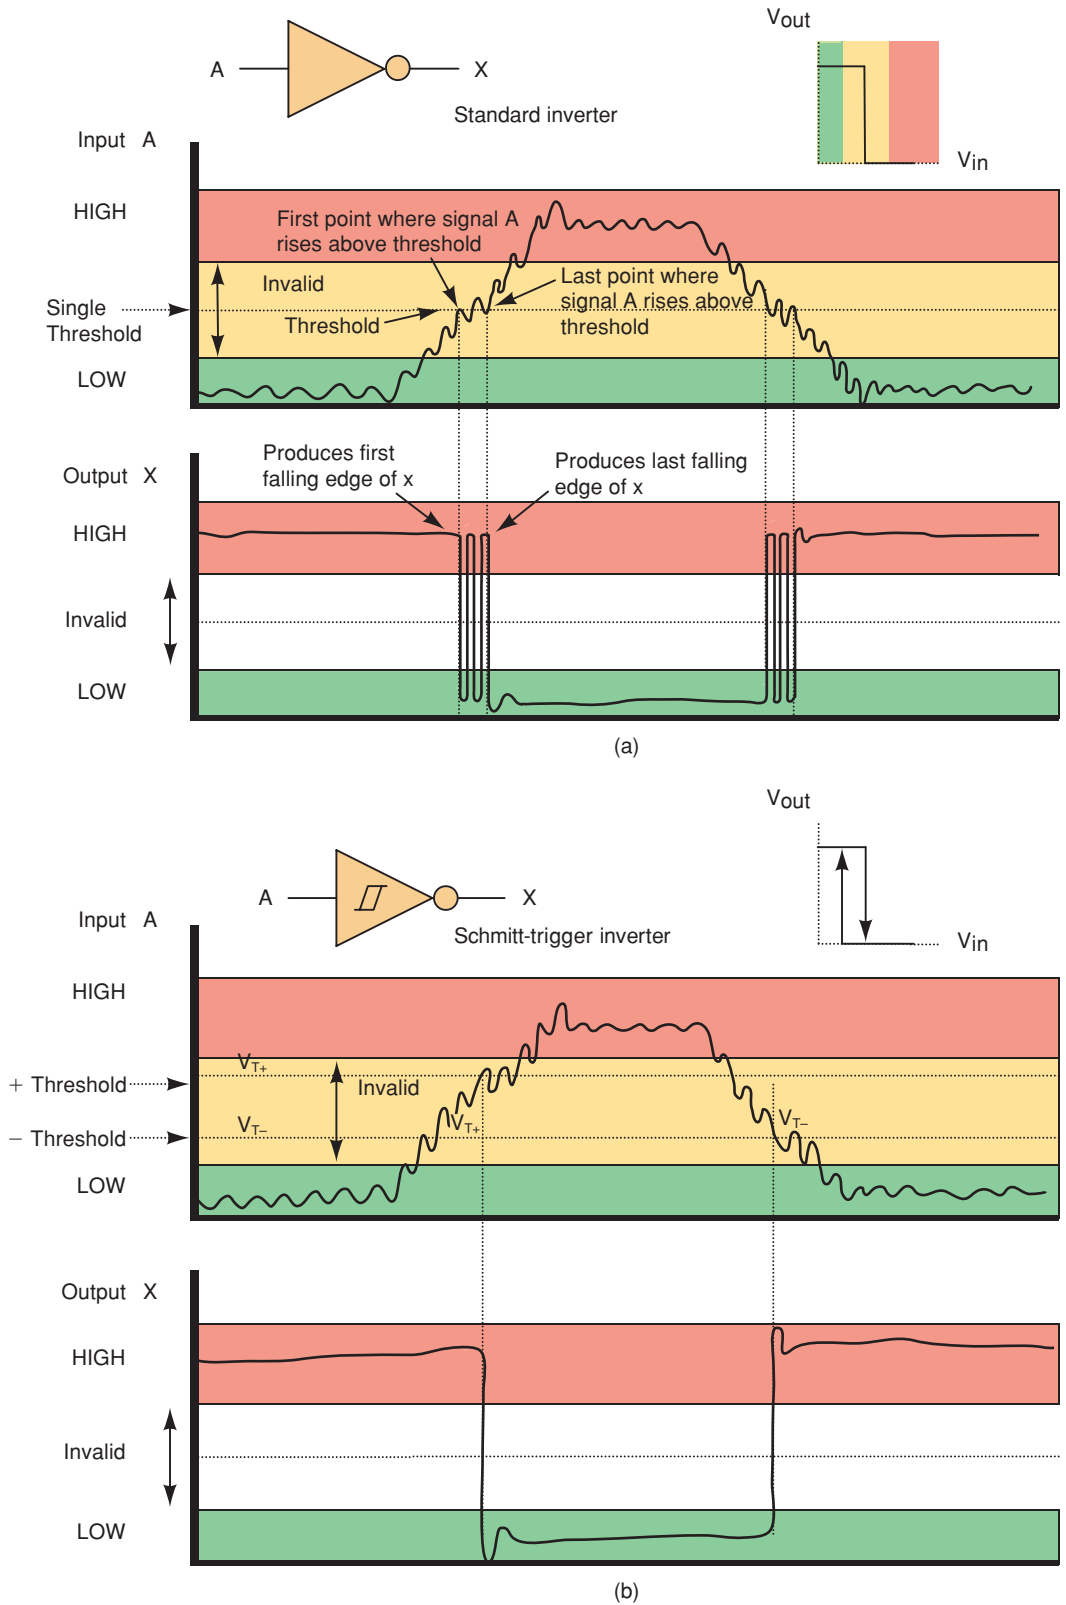 Vout
A
X
Standard inverter
Vin
Input A
HIGH
First point where signal A
rises above threshold
Invalid
Last point where
signal A rises above
threshold
Single
Threshold
Threshold
LOW
Output X
Produces first
falling edge of x
Produces last falling
edge of x
HIGH
Invalid
LOW
(a)
Vout
A
X
Schmitt-trigger inverter
Vin
Input A
HIGH
VT+
+ Threshold
Invalid
VT–
VT+
VT–
– Threshold
LOW
Output X
HIGH
Invalid
LOW
(b)